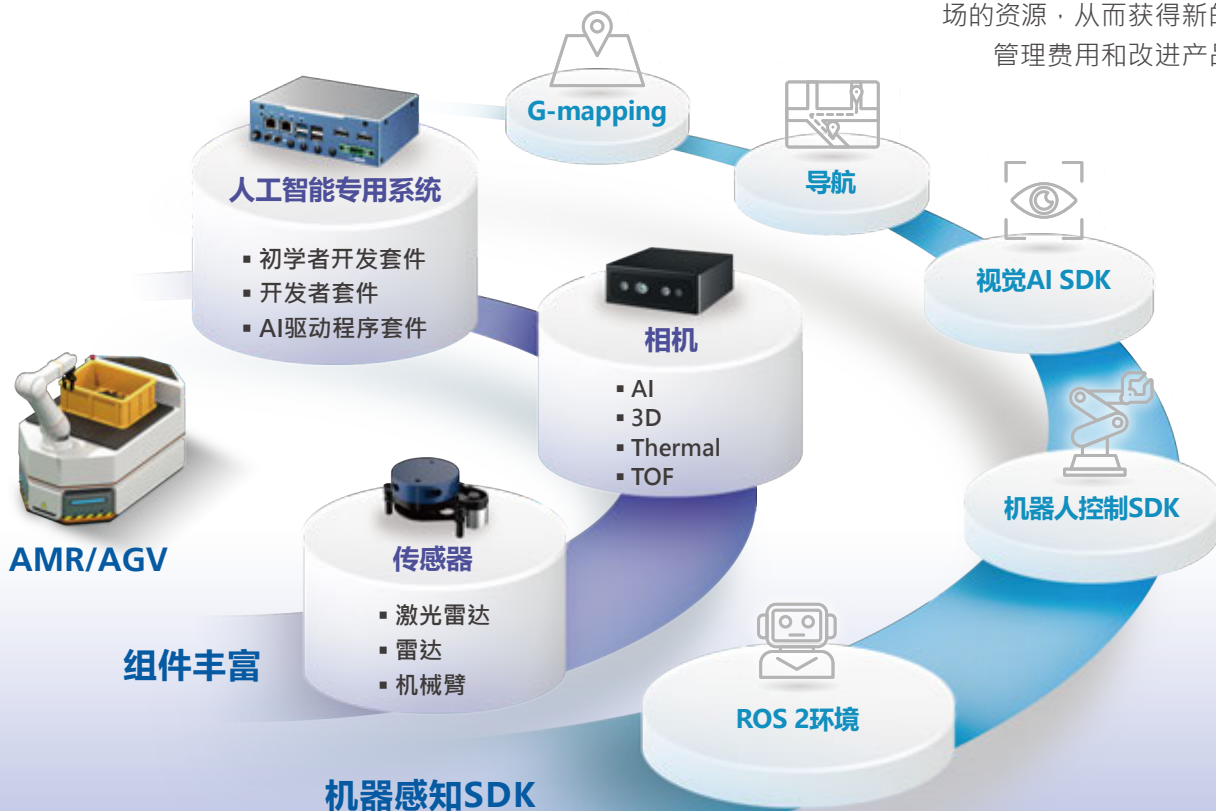 场的资源，从而获得新的
管理费用和改进产品
G-mapping
导航
视觉AI SDK
机器人控制SDK
ROS 2环境
人工智能专用系统
▪ 初学者开发套件
▪ 开发者套件
▪ AI驱动程序套件
相机
▪ AI
▪ 3D
▪ Thermal
▪ TOF
传感器
▪ 激光雷达
▪ 雷达
▪ 机械臂
AMR/AGV
组件丰富
机器感知SDK